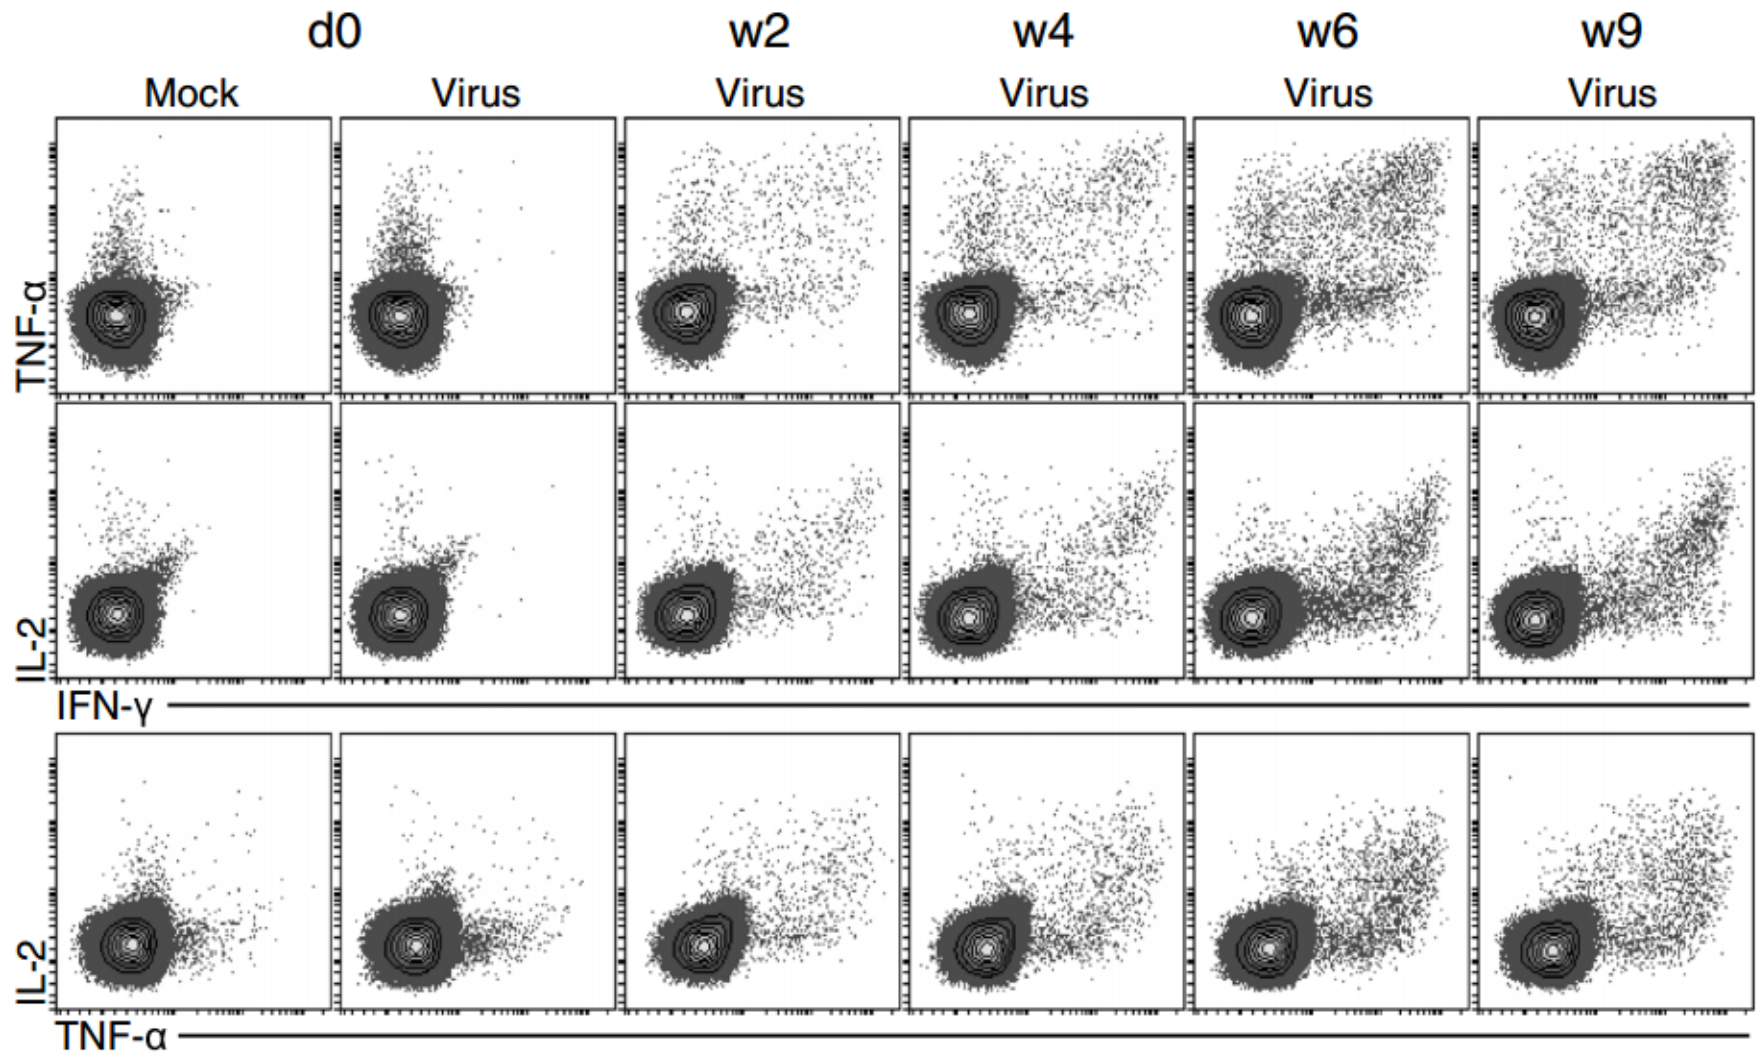 d0 w2 w4 w6 w9
Mock Virus Virus Virus Virus Virus
TNF-α
IL-2
IFN-γ
IL-2
TNF-α